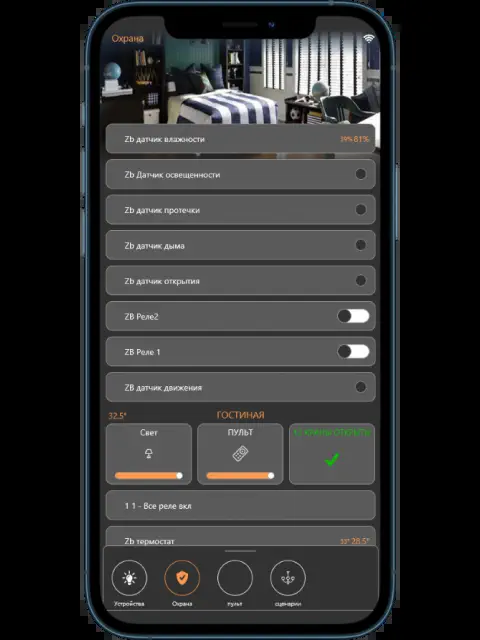 Охрана
Zb датчик влажности
39% 81%
Zb Датчик освещенности
Zb датчик протечки
Zb датчик дыма
Zb датчик открытия
ZB Реле2
ZB Реле 1
ZB датчик движения
32.5° ГОСТИНАЯ
Свет
ПУЛЬТ
ОТКРЫТЫ
1 1 - Все реле вкл
Zb термостат
28.5°
Устройства
Охрана
пульт
сценарии